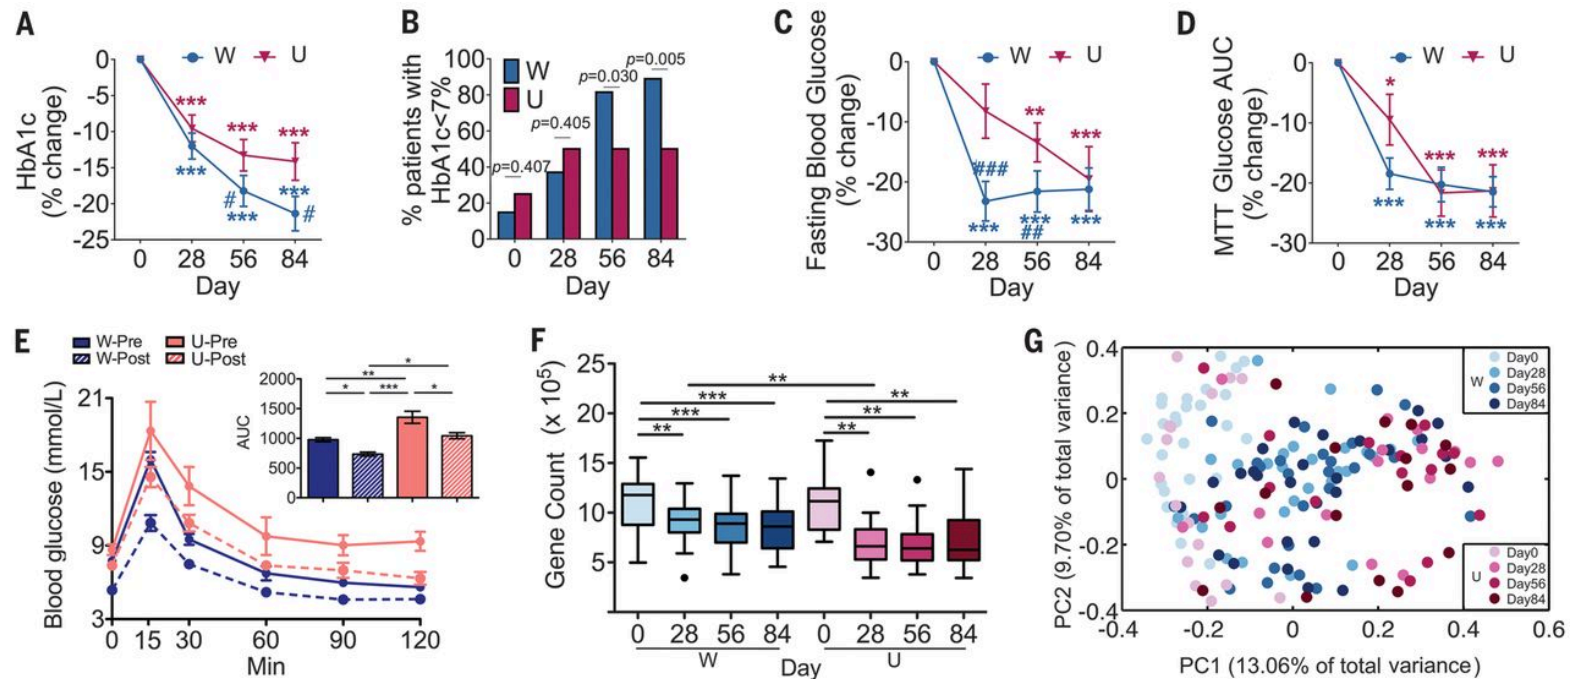 A
W U
HbA1c
(% change)
0
-5
-10
-15
-20
-25
***
***
***
***
#
***
***
#
0 28 56 84
Day
B
W
U
% patients with
HbA1c<7%
100
80
60
40
20
0
p=0.407
p=0.405
p=0.030
p=0.005
0 28 56 84
Day
C
W U
Fasting Blood Glucose
(% change)
0
-10
-20
-30
**
***
###
***
***
##
***
0 28 56 84
Day
D
W U
MTT Glucose AUC
(% change)
0
-10
-20
-30
*
***
***
***
***
***
0 28 56 84
Day
E
W-Pre U-Pre
W-Post U-Post
Blood glucose (mmol/L)
21
15
9
3
0 15 30 60 90 120
Min
AUC
2000
1500
1000
500
0
*
**
* *** *
F
Gene Count (x 10⁵)
25
20
15
10
5
**
*** **
*** **
** **
0 28 56 84 0 28 56 84
W U
Day
G
PC2 (9.70% of total variance)
0.4
0.2
0
-0.2
-0.4
-0.4 -0.2 0 0.2 0.4 0.6
PC1 (13.06% of total variance)
W
Day0
Day28
Day56
Day84
U
Day0
Day28
Day56
Day84